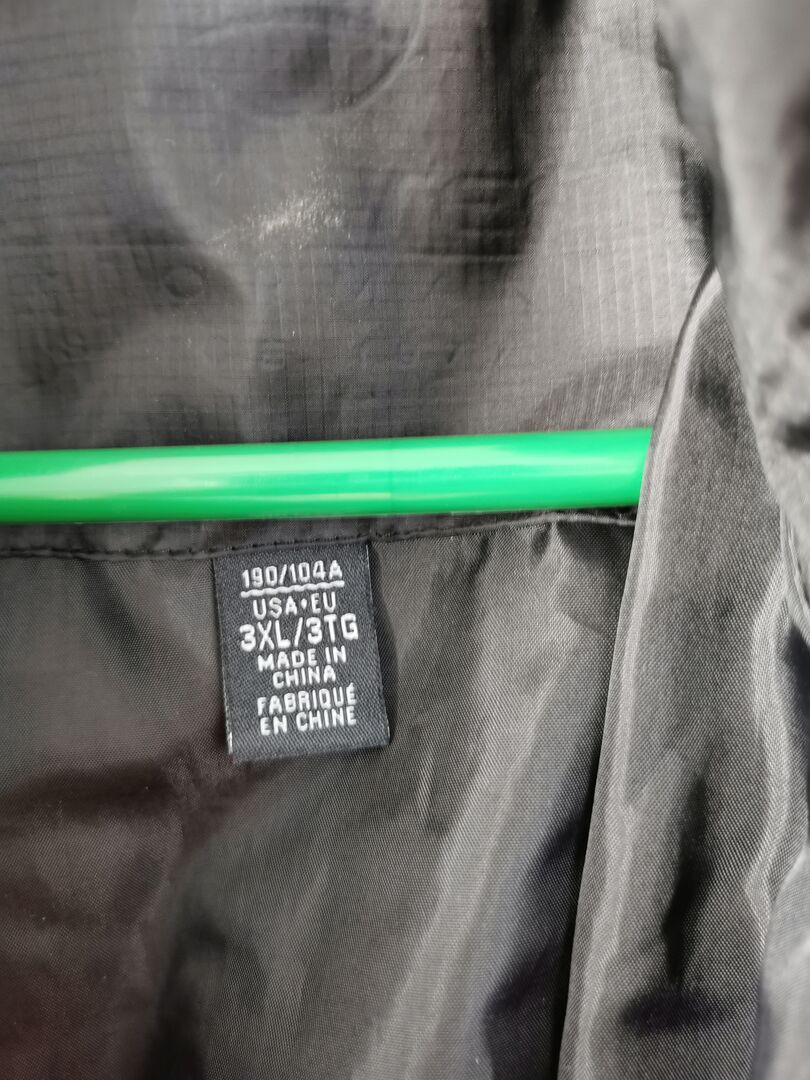 190/104A
USA•EU
3XL/3TG
MADE IN
CHINA
FABRIQUÉ
EN CHINE